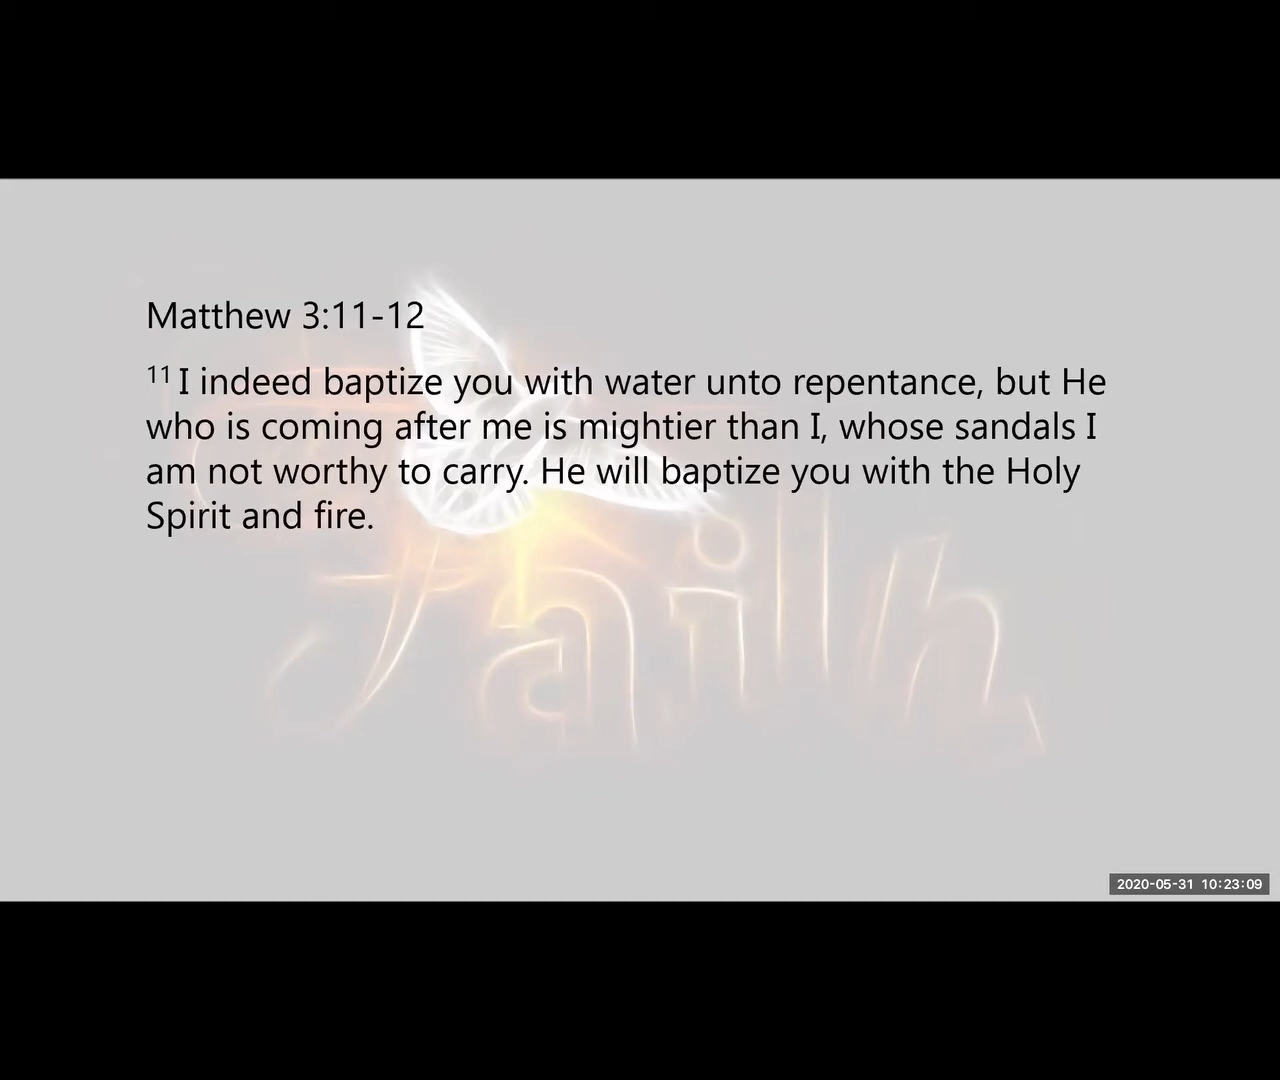 Matthew 3:11-12
11 I indeed baptize you with water unto repentance, but He
who is coming after me is mightier than I, whose sandals I
am not worthy to carry. He will baptize you with the Holy
Spirit and fire.
Faith
2020-05-31 10:23:09